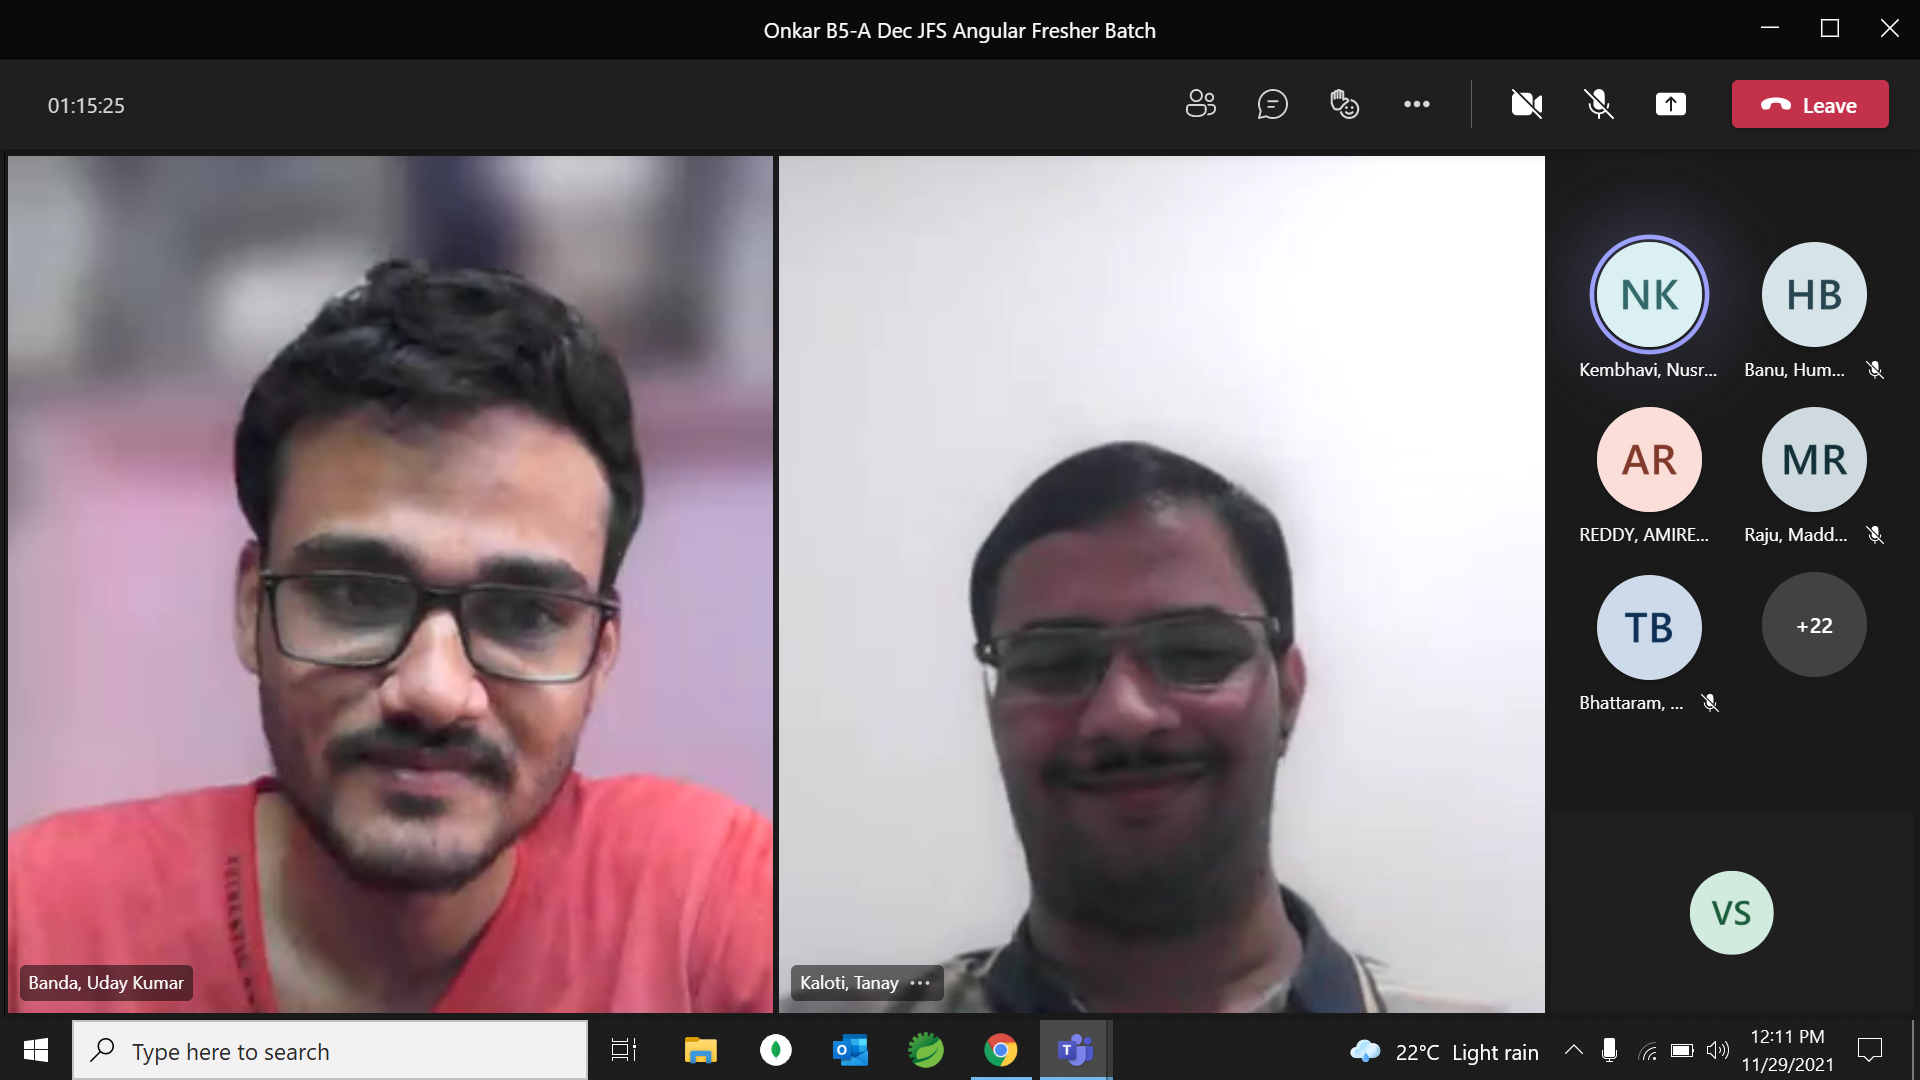 Onkar B5-A Dec JFS Angular Fresher Batch
01:15:25
Leave
NK
HB
Kembhavi, Nusr...
Banu, Hum...
AR
MR
REDDY, AMIRE...
Raju, Madd...
TB
+22
Bhattaram, ...
VS
Banda, Uday Kumar
Kaloti, Tanay
Type here to search
22°C Light rain
12:11 PM
11/29/2021